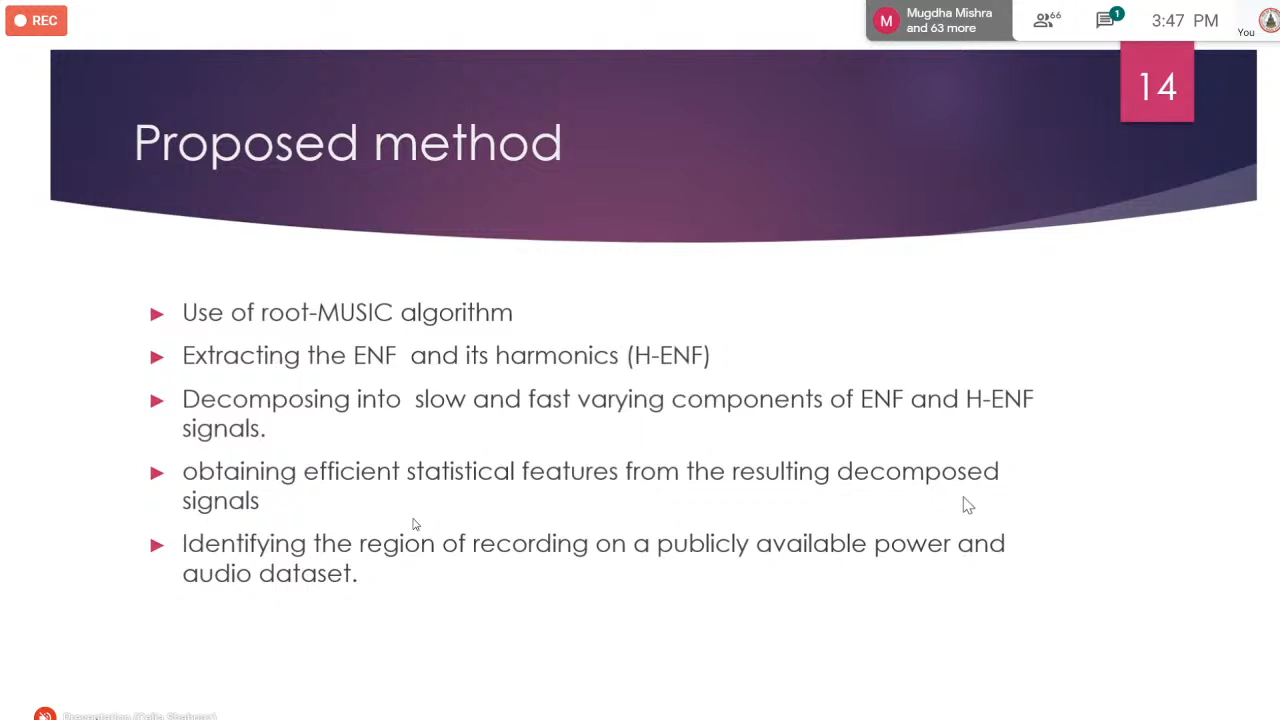 REC
M
Mugdha Mishra
and 63 more
66
1
3:47 PM
You
14
Proposed method
▶ Use of root-MUSIC algorithm
▶ Extracting the ENF and its harmonics (H-ENF)
▶ Decomposing into slow and fast varying components of ENF and H-ENF
signals.
▶ obtaining efficient statistical features from the resulting decomposed
signals
▶ Identifying the region of recording on a publicly available power and
audio dataset.